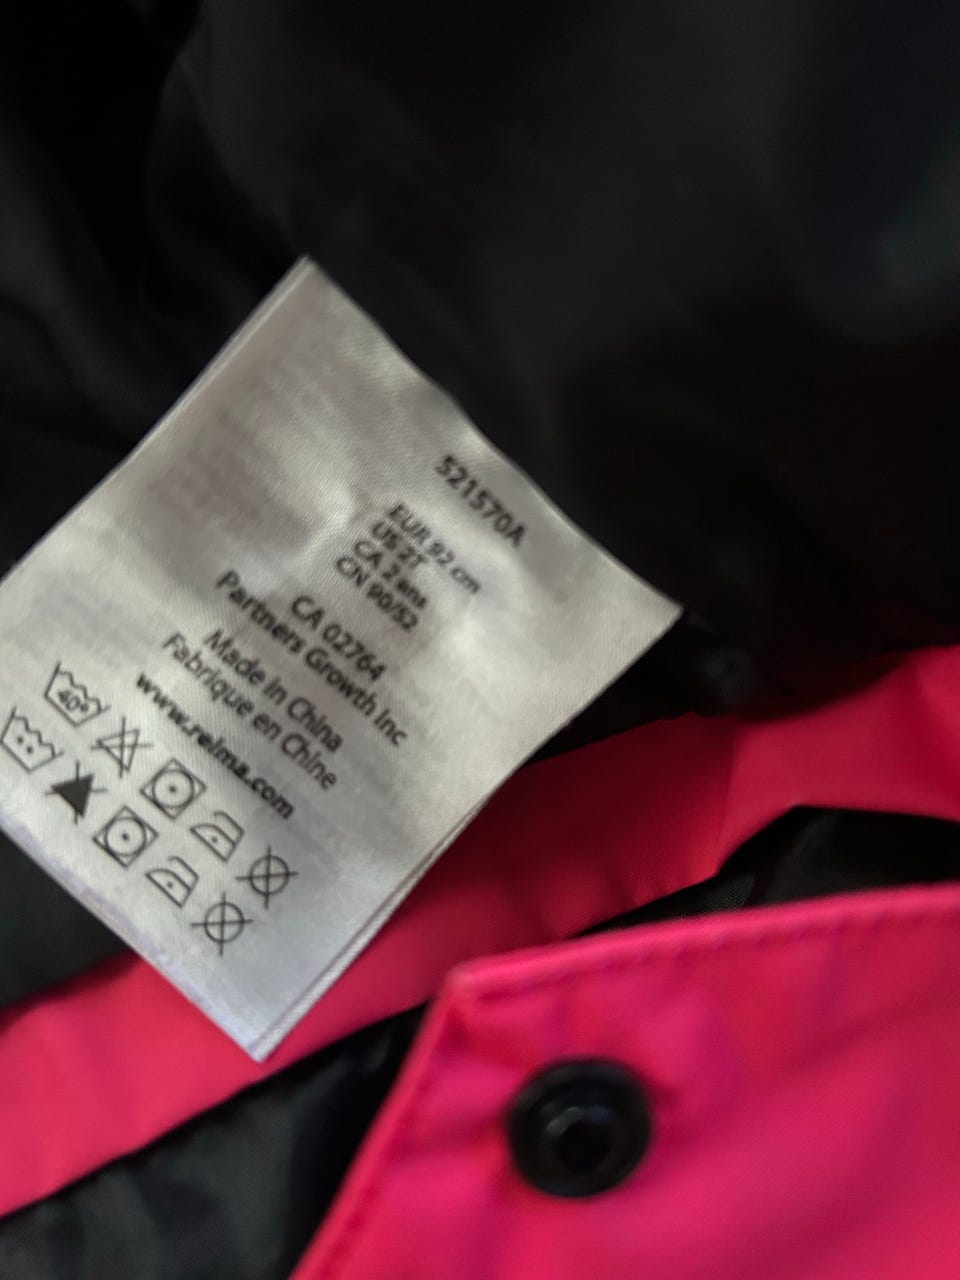 521570A
EUR 92 cm
US 2T
CA 2 ans
CN 90/52
CA 02764
Partners Growth Inc
Made in China
Fabrique en Chine
www.reima.com
40°